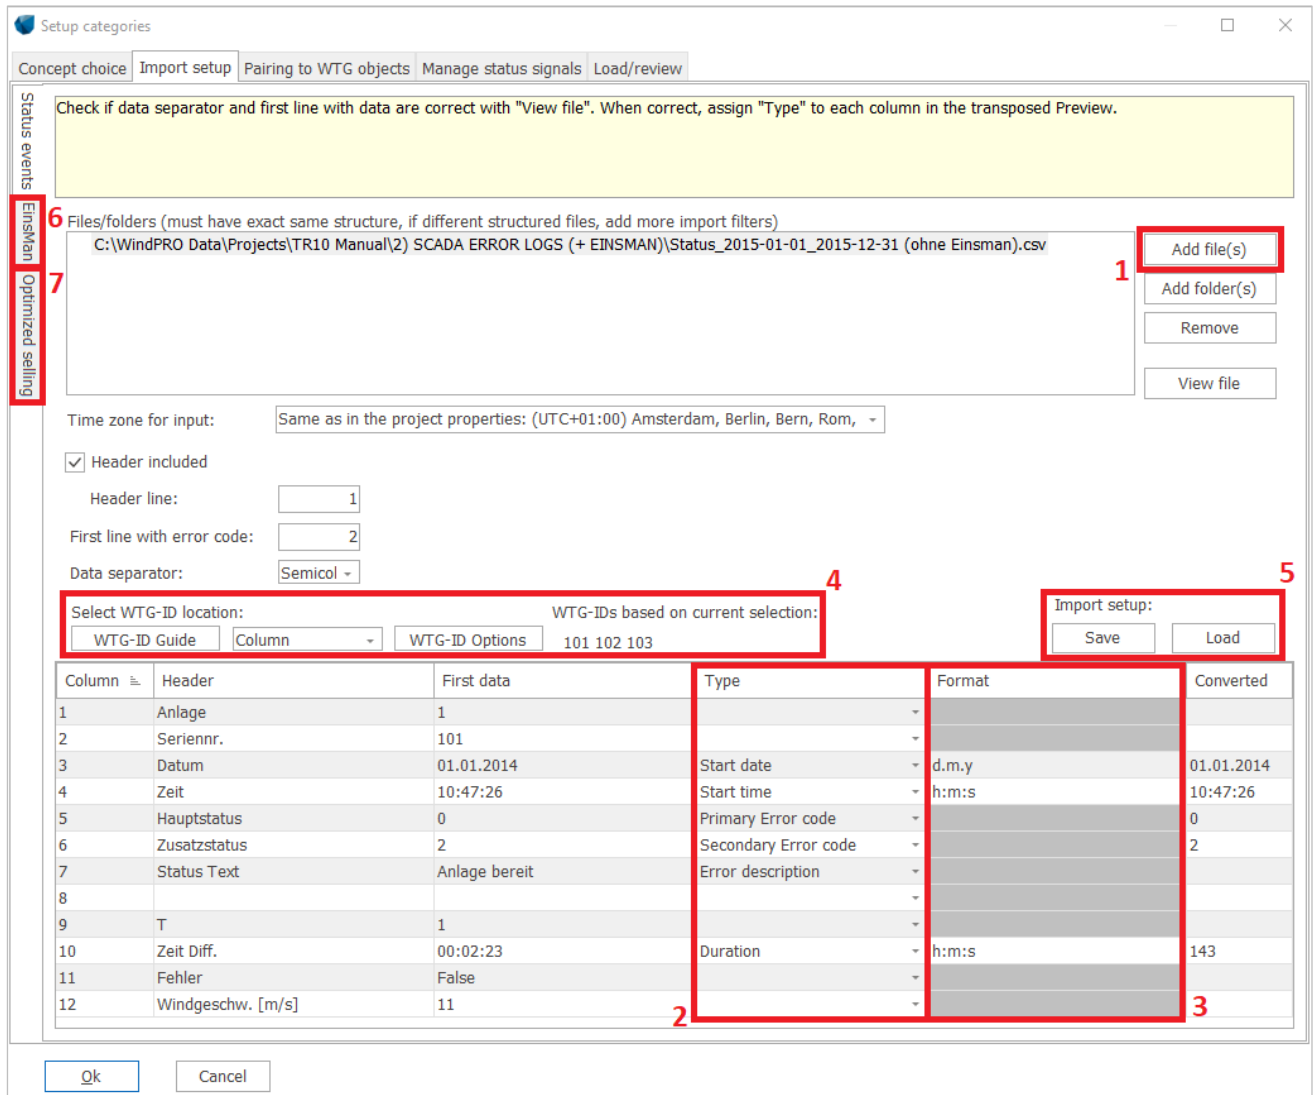 Setup categories
Concept choice Import setup Pairing to WTG objects Manage status signals Load/review
Status events
EinsMan
Optimized selling
Check if data separator and first line with data are correct with "View file". When correct, assign "Type" to each column in the transposed Preview.
6 Files/folders (must have exact same structure, if different structured files, add more import filters)
C:\WindPRO Data\Projects\TR10 Manual\2) SCADA ERROR LOGS (+ EINSMAN)\Status_2015-01-01_2015-12-31 (ohne Einsman).csv
Add file(s)
1
7
Add folder(s)
Remove
View file
Time zone for input: Same as in the project properties: (UTC+01:00) Amsterdam, Berlin, Bern, Rom,
Header included
Header line: 1
First line with error code: 2
Data separator: Semicol
4
5
Select WTG-ID location: WTG-IDs based on current selection: Import setup:
WTG-ID Guide Column WTG-ID Options 101 102 103 Save Load
Column Header First data Type Format Converted
1 Anlage 1
2 Seriennr. 101
3 Datum 01.01.2014 Start date d.m.y 01.01.2014
4 Zeit 10:47:26 Start time h:m:s 10:47:26
5 Hauptstatus 0 Primary Error code 0
6 Zusatzstatus 2 Secondary Error code 2
7 Status Text Anlage bereit Error description
8
9 T 1
10 Zeit Diff. 00:02:23 Duration h:m:s 143
11 Fehler False
12 Windgeschw. [m/s] 11
2
3
Ok Cancel